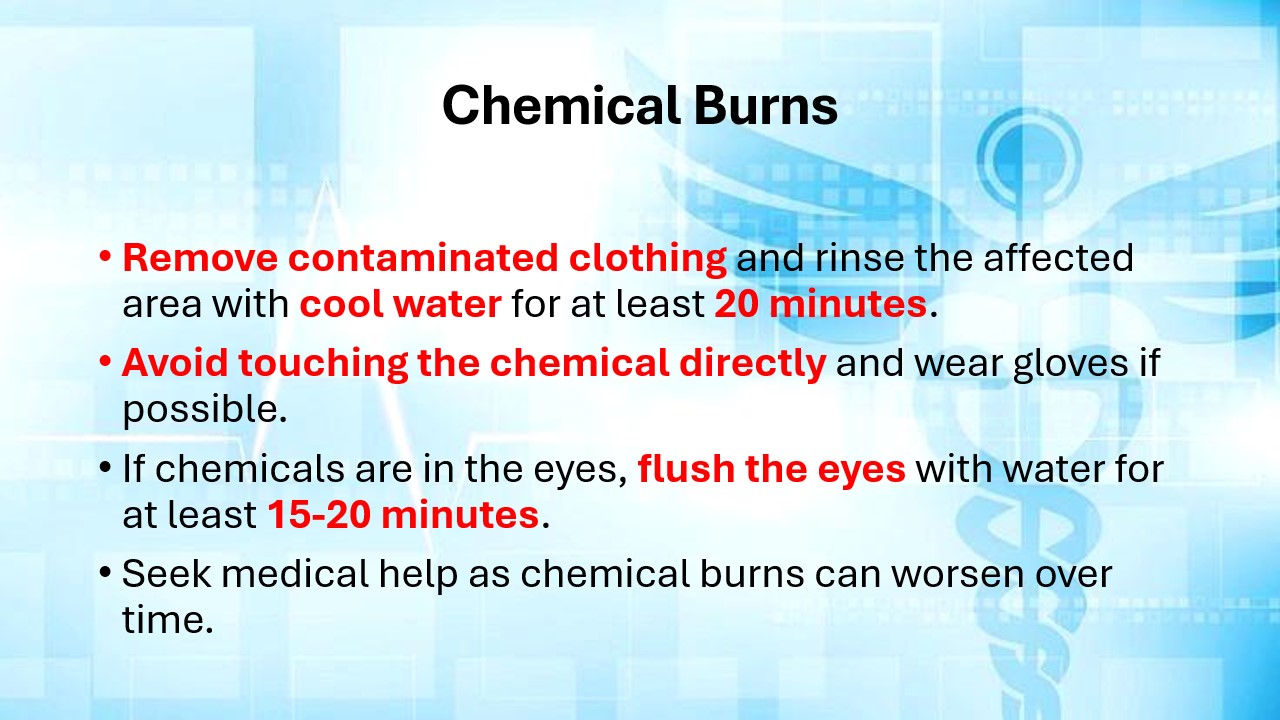 Chemical Burns
• Remove contaminated clothing and rinse the affected
area with cool water for at least 20 minutes.
• Avoid touching the chemical directly and wear gloves if
possible.
• If chemicals are in the eyes, flush the eyes with water for
at least 15-20 minutes.
• Seek medical help as chemical burns can worsen over
time.